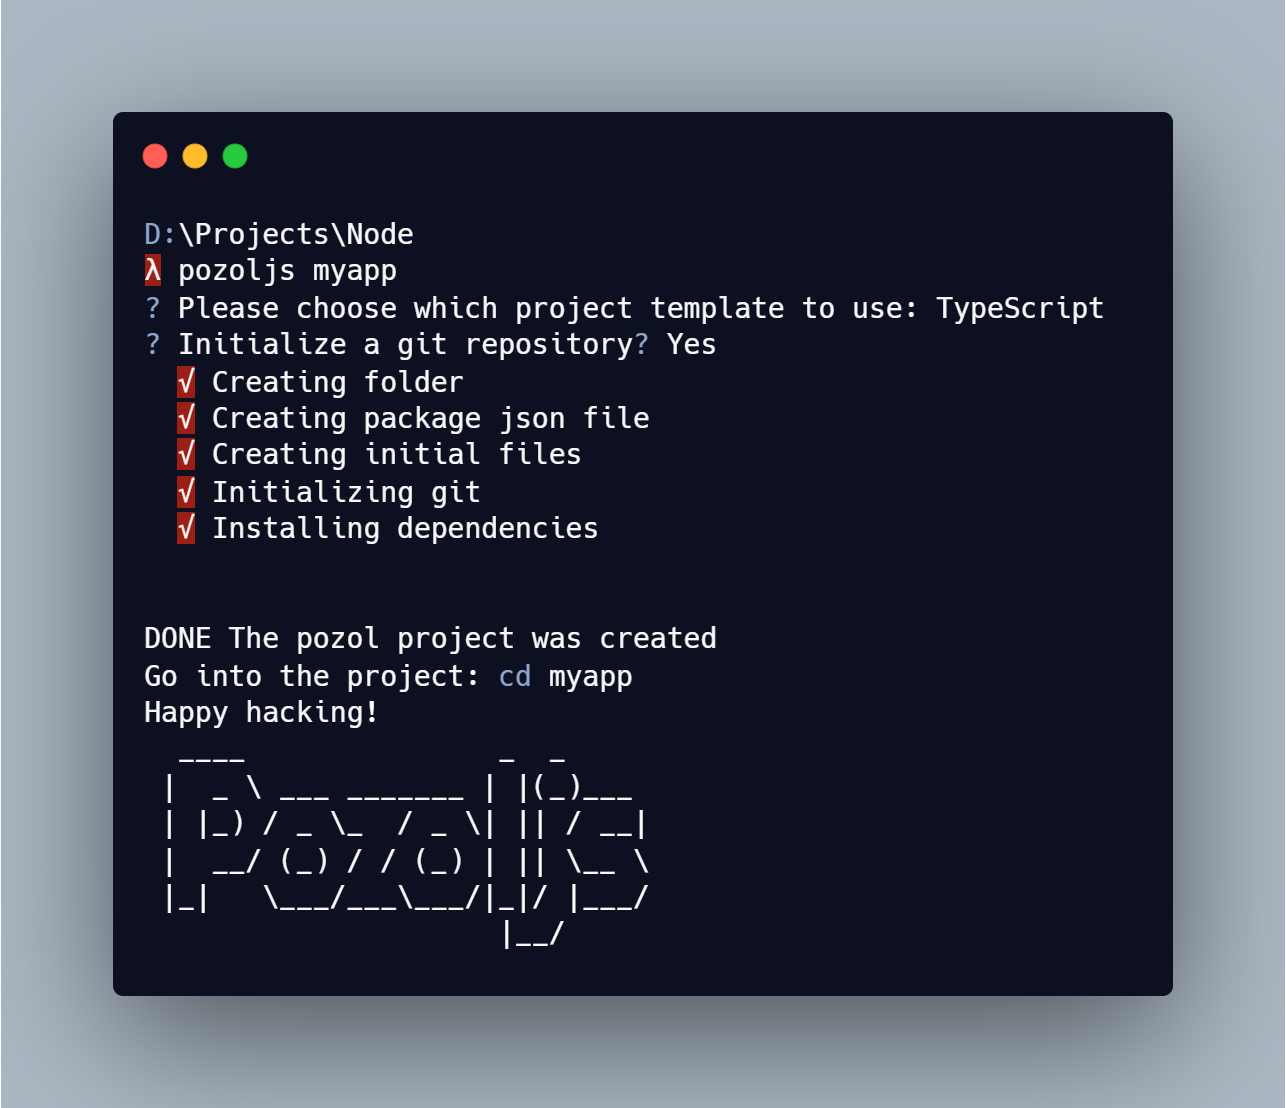 D:\Projects\Node
λ pozoljs myapp
? Please choose which project template to use: TypeScript
? Initialize a git repository? Yes
  √ Creating folder
  √ Creating package json file
  √ Creating initial files
  √ Initializing git
  √ Installing dependencies
DONE The pozol project was created
Go into the project: cd myapp
Happy hacking!
  ____               _  _
 |  _ \ ___ _______ | |(_)___
 | |_) / _ \_  / _ \| || / __|
 |  __/ (_) / / (_) | || \__ \
 |_|   \___/___\___/|_|/ |___/
                     |__/